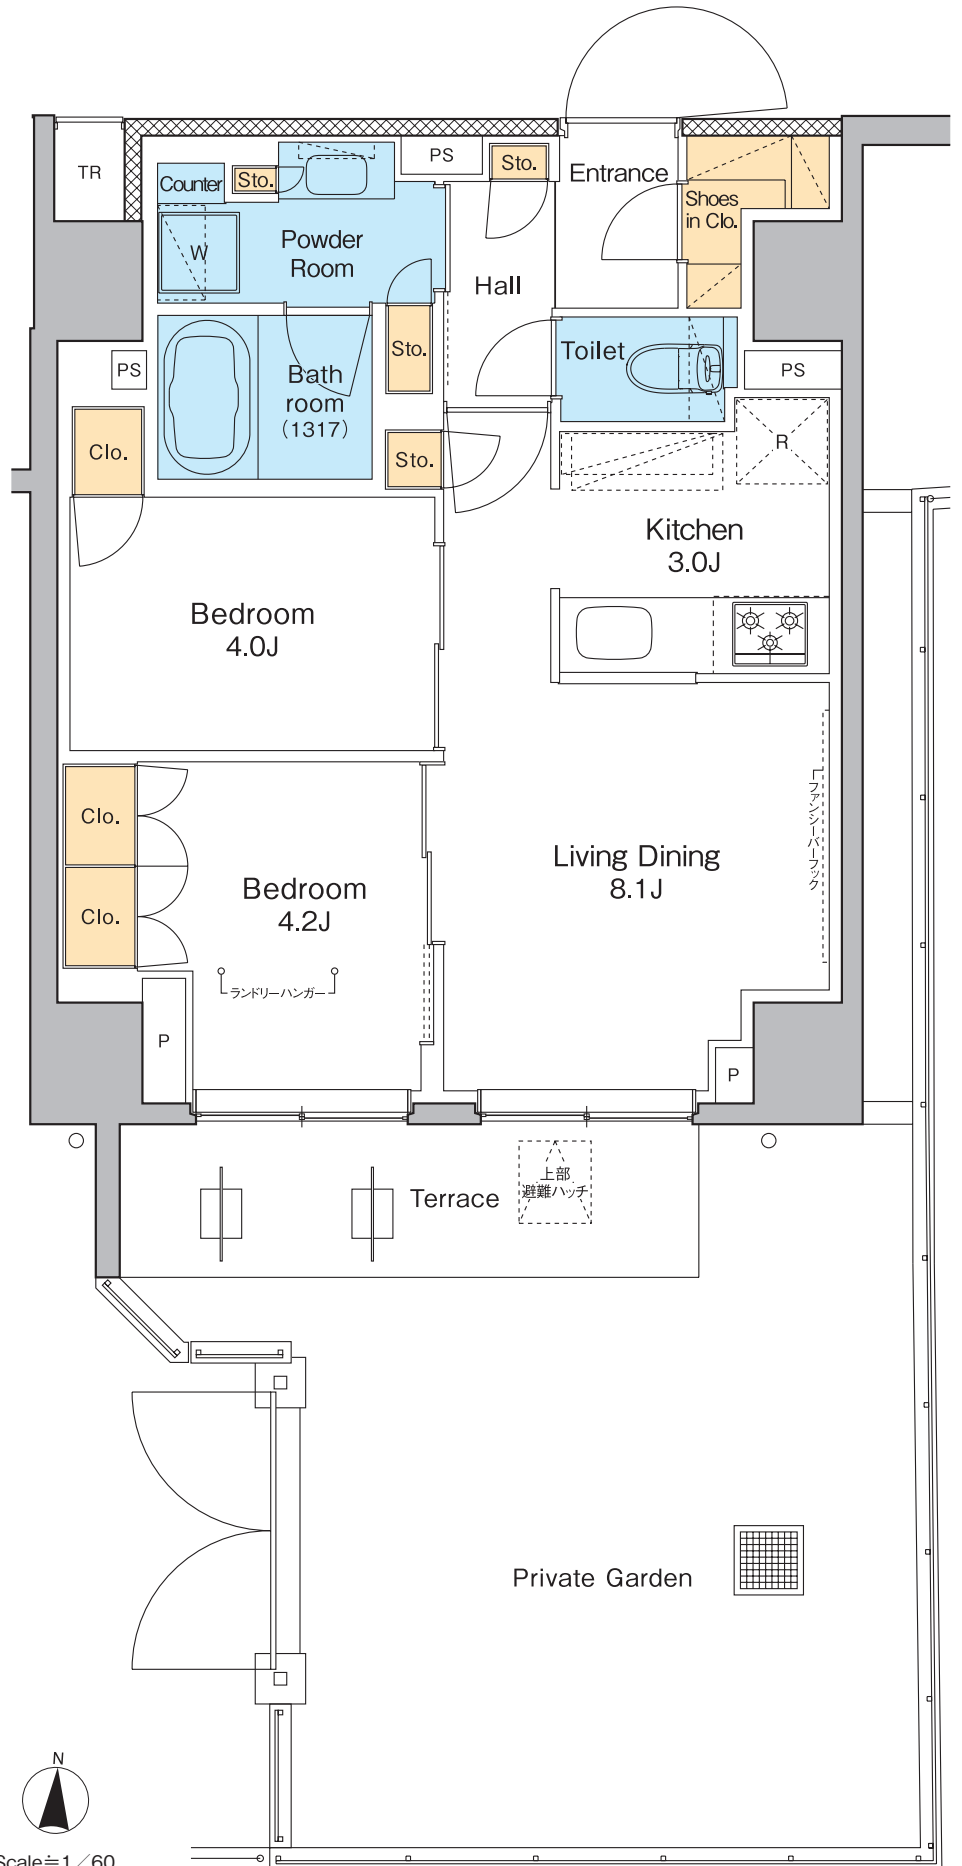 TR
Counter
Sto.
PS
Sto.
Entrance
Shoes
in Clo.
W
Powder
Room
Hall
PS
Sto.
Toilet
PS
Bath
room
(1317)
Clo.
Sto.
R
Kitchen
3.0J
Bedroom
4.0J
Clo.
ファンシーバーフック
Living Dining
8.1J
Clo.
Bedroom
4.2J
ランドリーハンガー
P
P
Terrace
上部
避難ハッチ
Private Garden
N
Scale≒1／60